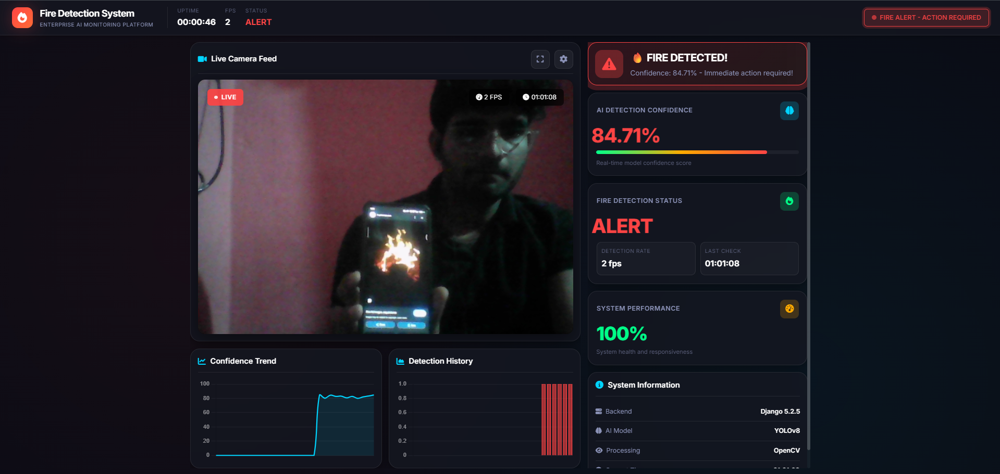 Fire Detection System
ENTERPRISE AI MONITORING PLATFORM
UPTIME
00:00:46
FPS
2
STATUS
ALERT
FIRE ALERT - ACTION REQUIRED
Live Camera Feed
LIVE
2 FPS
01:01:08
Confidence Trend
100
80
60
40
20
0
Detection History
1.0
0.8
0.6
0.4
0.2
0
FIRE DETECTED!
Confidence: 84.71% - Immediate action required!
AI DETECTION CONFIDENCE
84.71%
Real-time model confidence score
FIRE DETECTION STATUS
ALERT
DETECTION RATE
2 fps
LAST CHECK
01:01:08
SYSTEM PERFORMANCE
100%
System health and responsiveness
System Information
Backend
Django 5.2.5
AI Model
YOLOv8
Processing
OpenCV